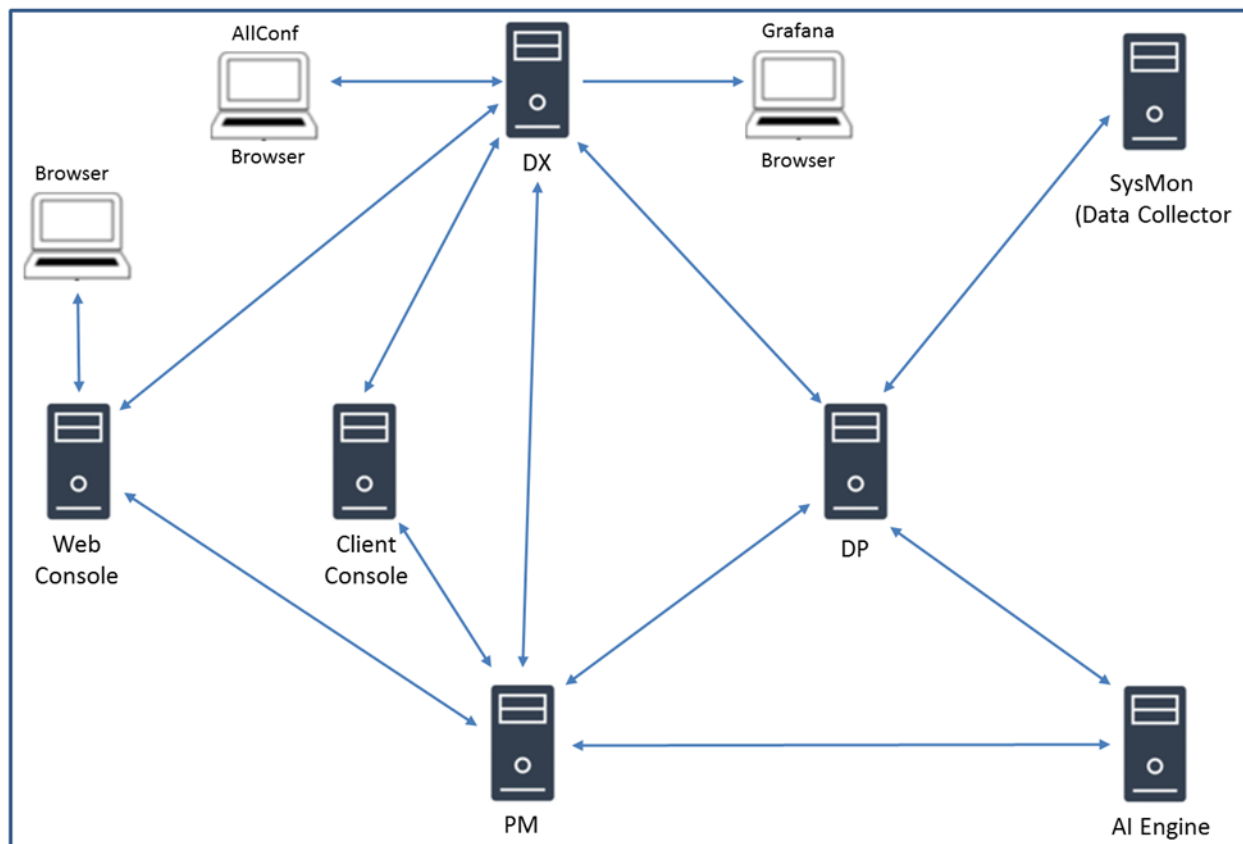 AllConf
Grafana
Browser
DX
Browser
Browser
SysMon
(Data Collector
Web
Console
Client
Console
DP
PM
AI Engine